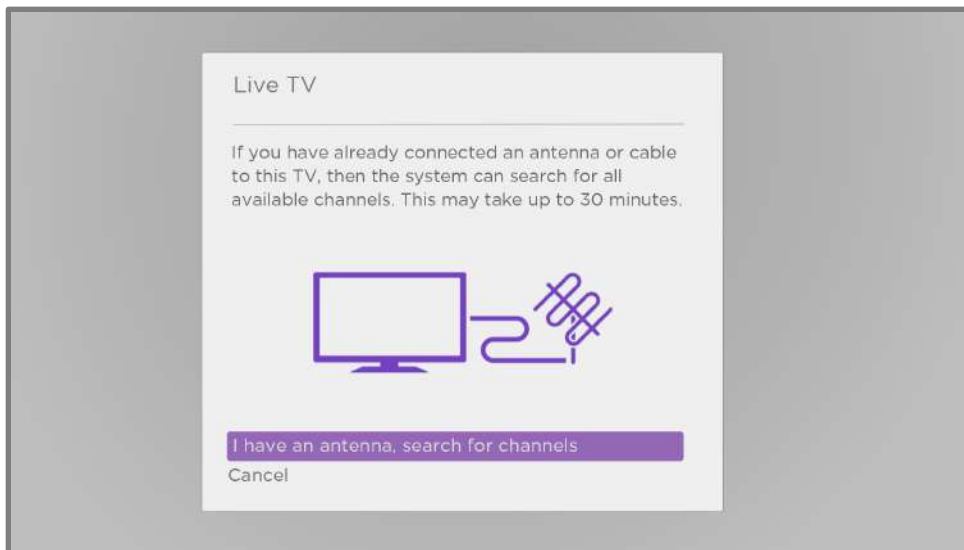 Live TV
If you have already connected an antenna or cable
to this TV, then the system can search for all
available channels. This may take up to 30 minutes.
I have an antenna, search for channels
Cancel